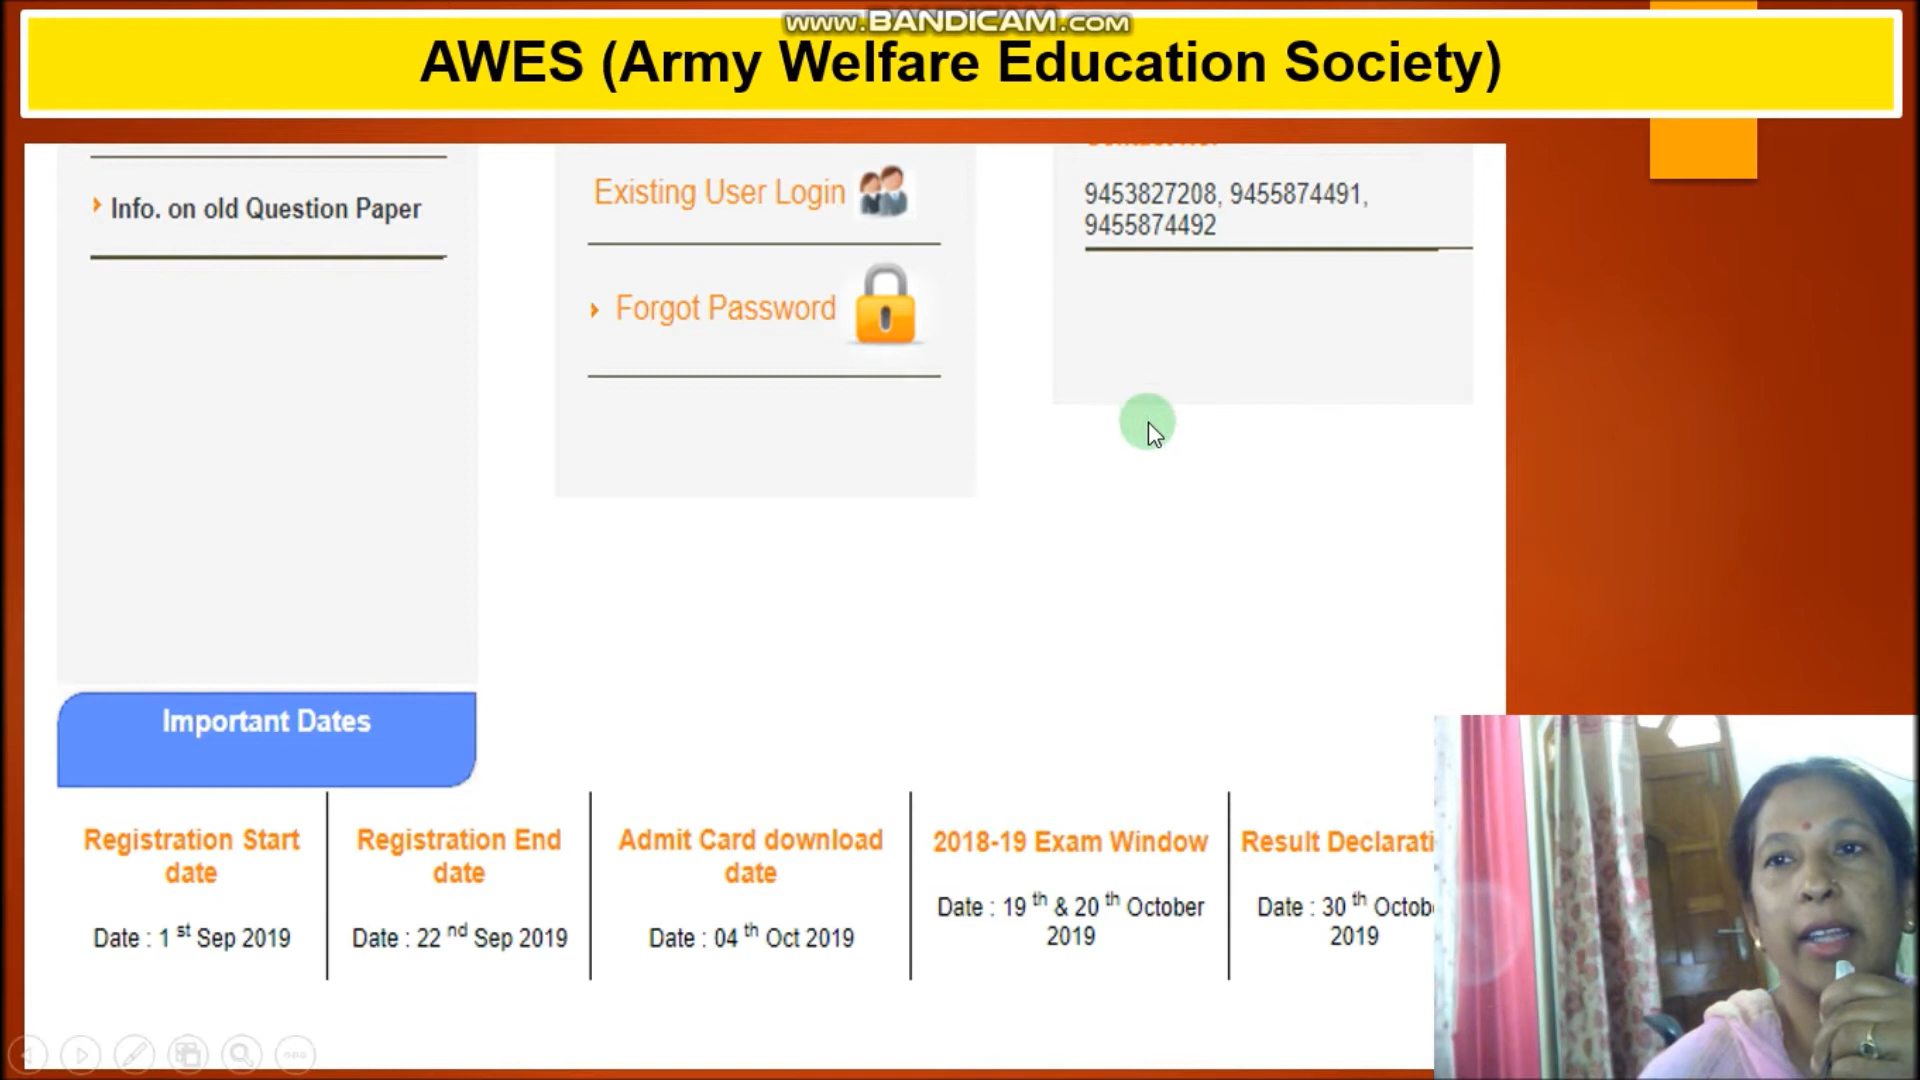 www.BANDICAM.com
AWES (Army Welfare Education Society)
Info. on old Question Paper
Existing User Login
Forgot Password
9453827208, 9455874491,
9455874492
Important Dates
Registration Start
date
Date : 1 st Sep 2019
Registration End
date
Date : 22 nd Sep 2019
Admit Card download
date
Date : 04 th Oct 2019
2018-19 Exam Window
Date : 19 th & 20 th October
2019
Result Declarati
Date : 30 th Octob
2019